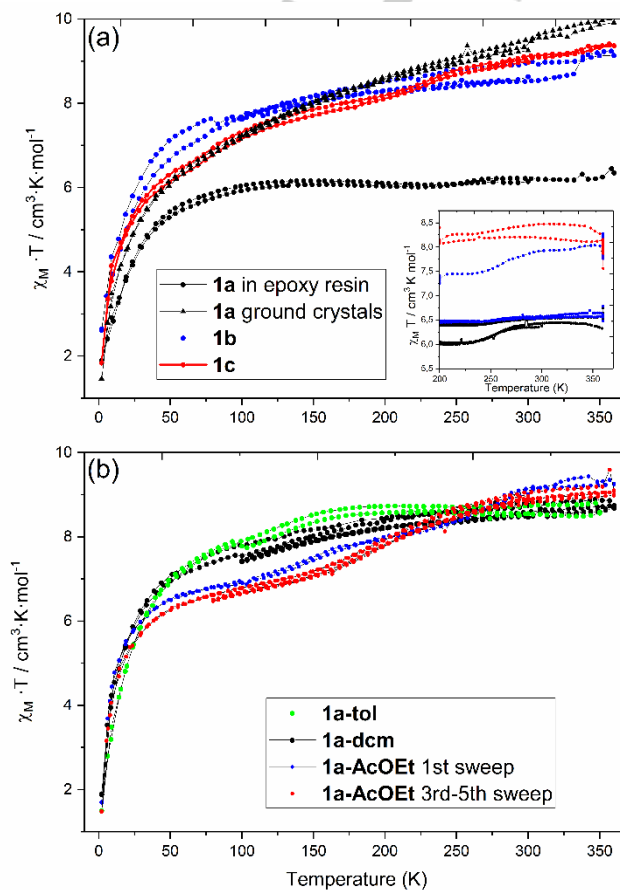 (a)
10
8
6
4
2
χM ·T / cm³·K·mol⁻¹
1a in epoxy resin
1a ground crystals
1b
1c
8,5
8,0
7,5
7,0
6,5
6,0
5,5
χM T / cm³ K mol⁻¹
200 250 300 350
Temperature (K)
0 50 100 150 200 250 300 350
(b)
10
8
6
4
2
χM ·T / cm³·K·mol⁻¹
1a-tol
1a-dcm
1a-AcOEt 1st sweep
1a-AcOEt 3rd-5th sweep
0 50 100 150 200 250 300 350
Temperature (K)